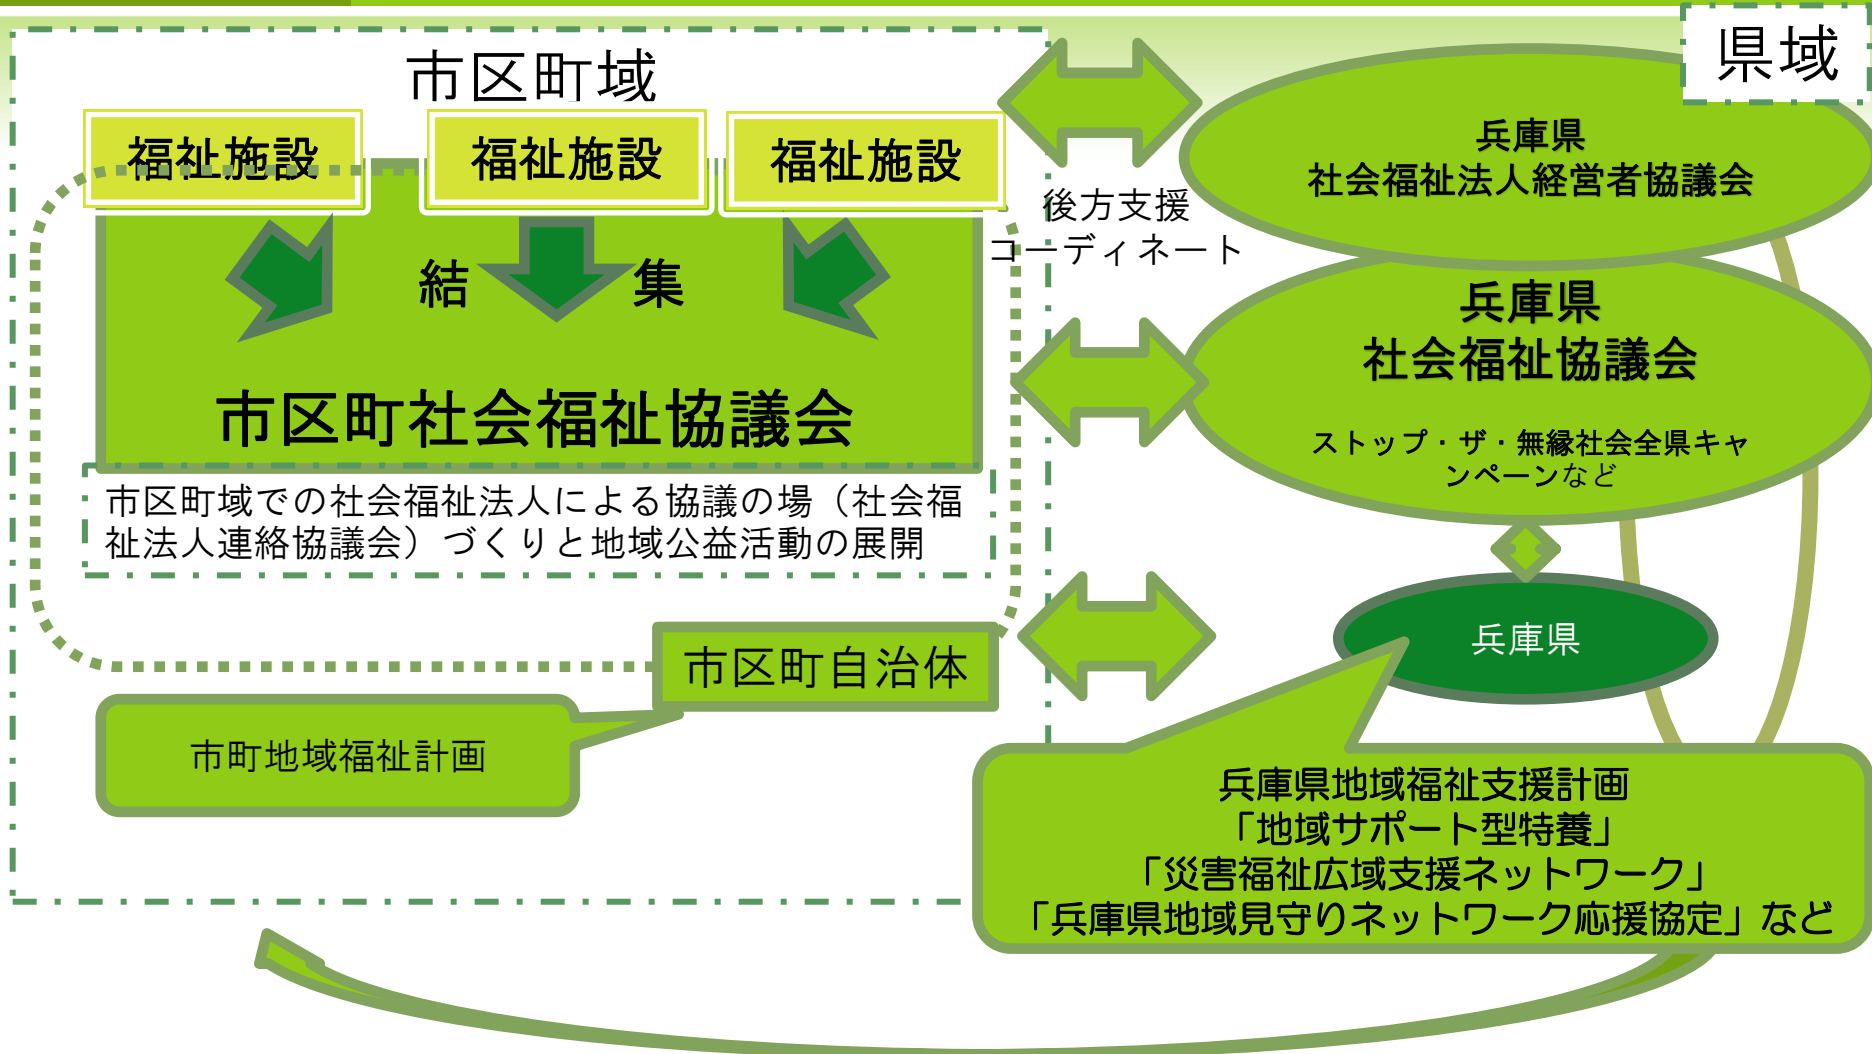 市区町域
福祉施設
福祉施設
福祉施設
結 集
市区町社会福祉協議会
市区町域での社会福祉法人による協議の場（社会福
祉法人連絡協議会）づくりと地域公益活動の展開
市区町自治体
市町地域福祉計画
後方支援
コーディネート
県域
兵庫県
社会福祉法人経営者協議会
兵庫県
社会福祉協議会
ストップ・ザ・無縁社会全県キャ
ンペーンなど
兵庫県
兵庫県地域福祉支援計画
「地域サポート型特養」
「災害福祉広域支援ネットワーク」
「兵庫県地域見守りネットワーク応援協定」など